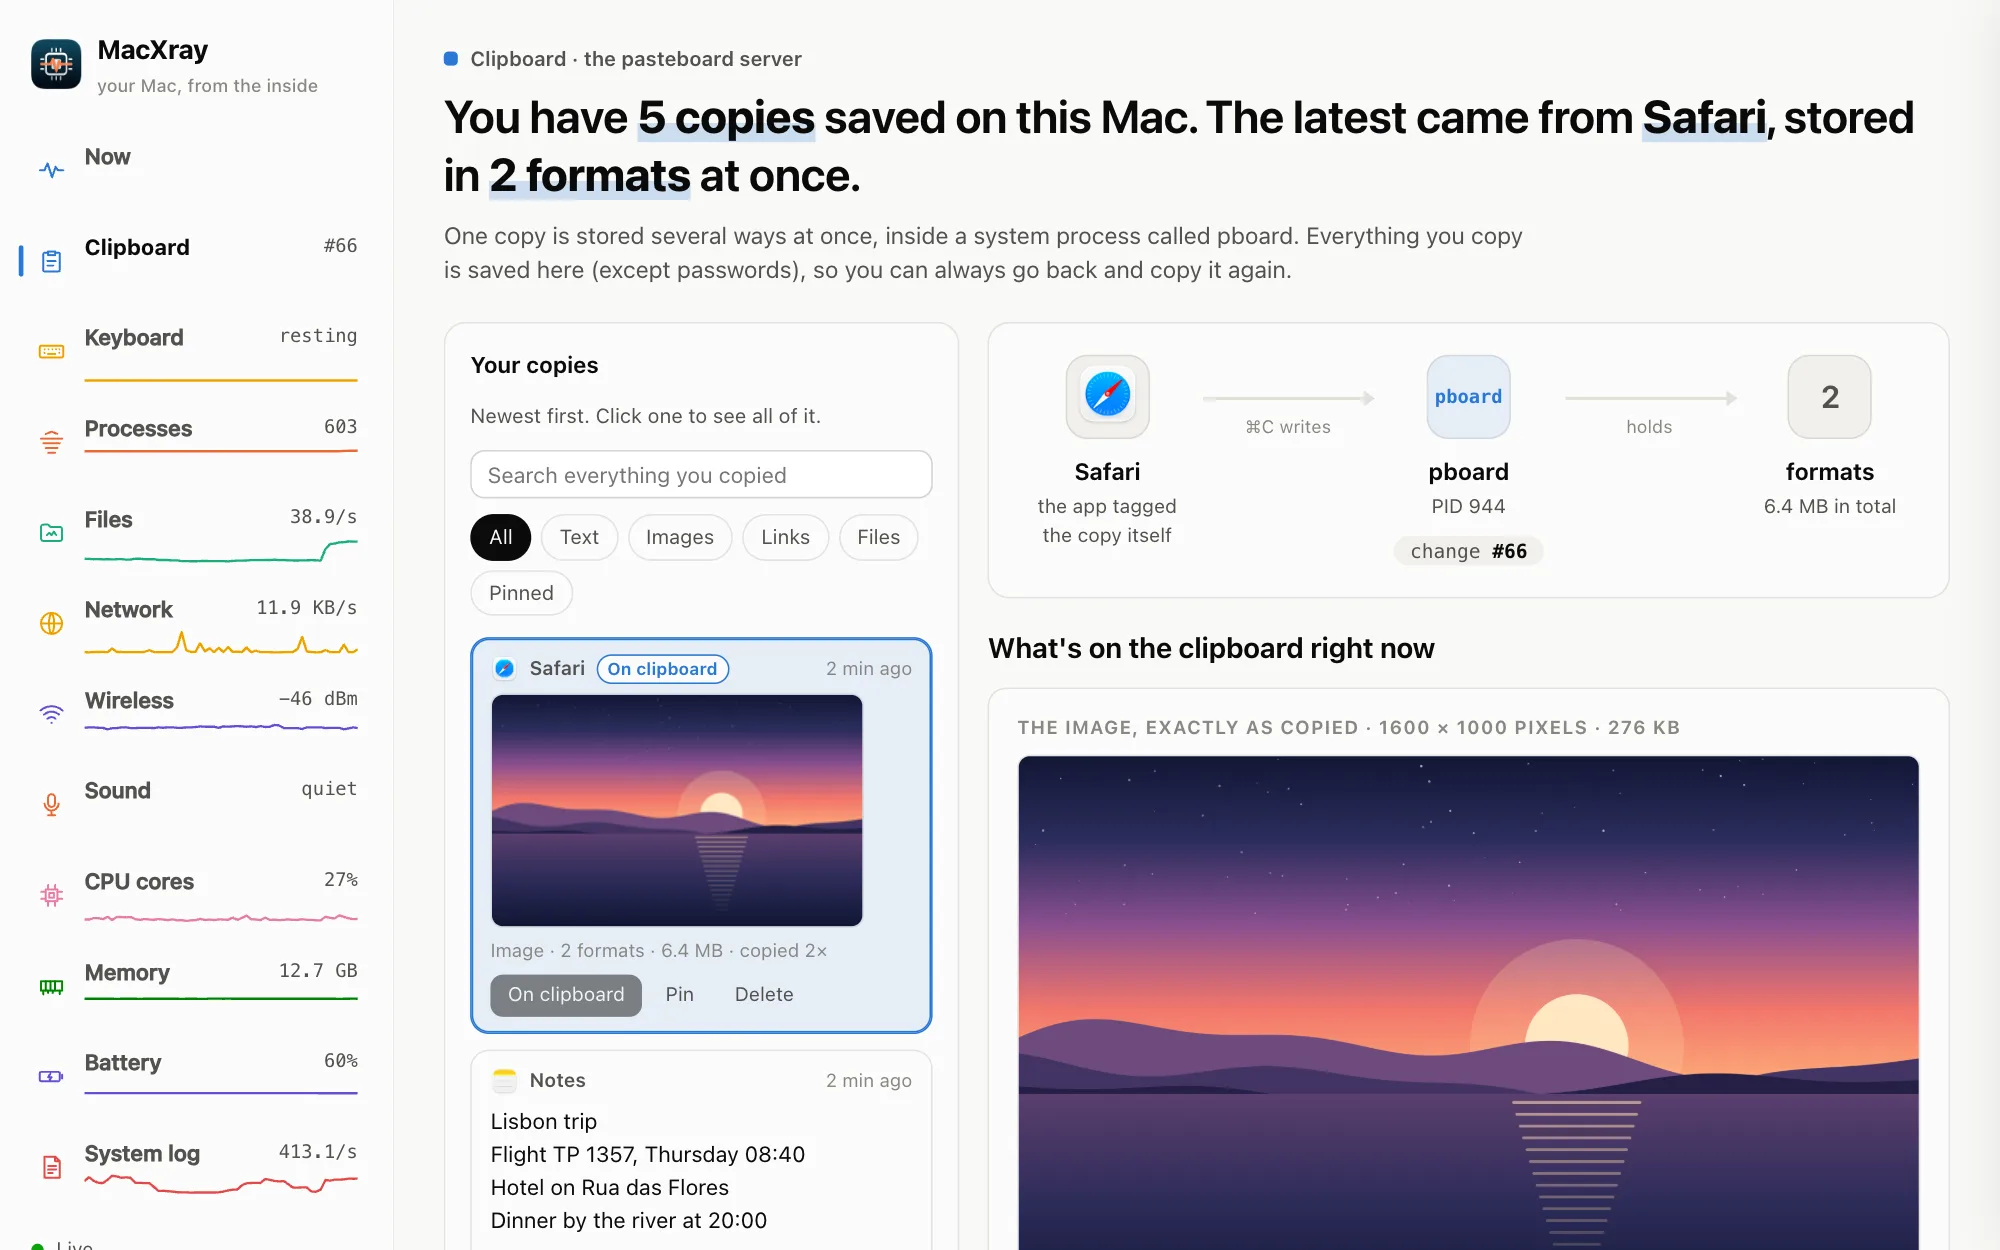 MacXray
your Mac, from the inside
Now
Clipboard #66
Keyboard resting
Processes 603
Files 38.9/s
Network 11.9 KB/s
Wireless −46 dBm
Sound quiet
CPU cores 27%
Memory 12.7 GB
Battery 60%
System log 413.1/s
Live
Clipboard · the pasteboard server
You have 5 copies saved on this Mac. The latest came from Safari, stored
in 2 formats at once.
One copy is stored several ways at once, inside a system process called pboard. Everything you copy
is saved here (except passwords), so you can always go back and copy it again.
Your copies
Newest first. Click one to see all of it.
Search everything you copied
All Text Images Links Files
Pinned
Safari On clipboard 2 min ago
Image · 2 formats · 6.4 MB · copied 2×
On clipboard Pin Delete
Notes 2 min ago
Lisbon trip
Flight TP 1357, Thursday 08:40
Hotel on Rua das Flores
Dinner by the river at 20:00
pboard 2
⌘C writes holds
Safari pboard formats
the app tagged PID 944 6.4 MB in total
the copy itself
change #66
What's on the clipboard right now
THE IMAGE, EXACTLY AS COPIED · 1600 × 1000 PIXELS · 276 KB